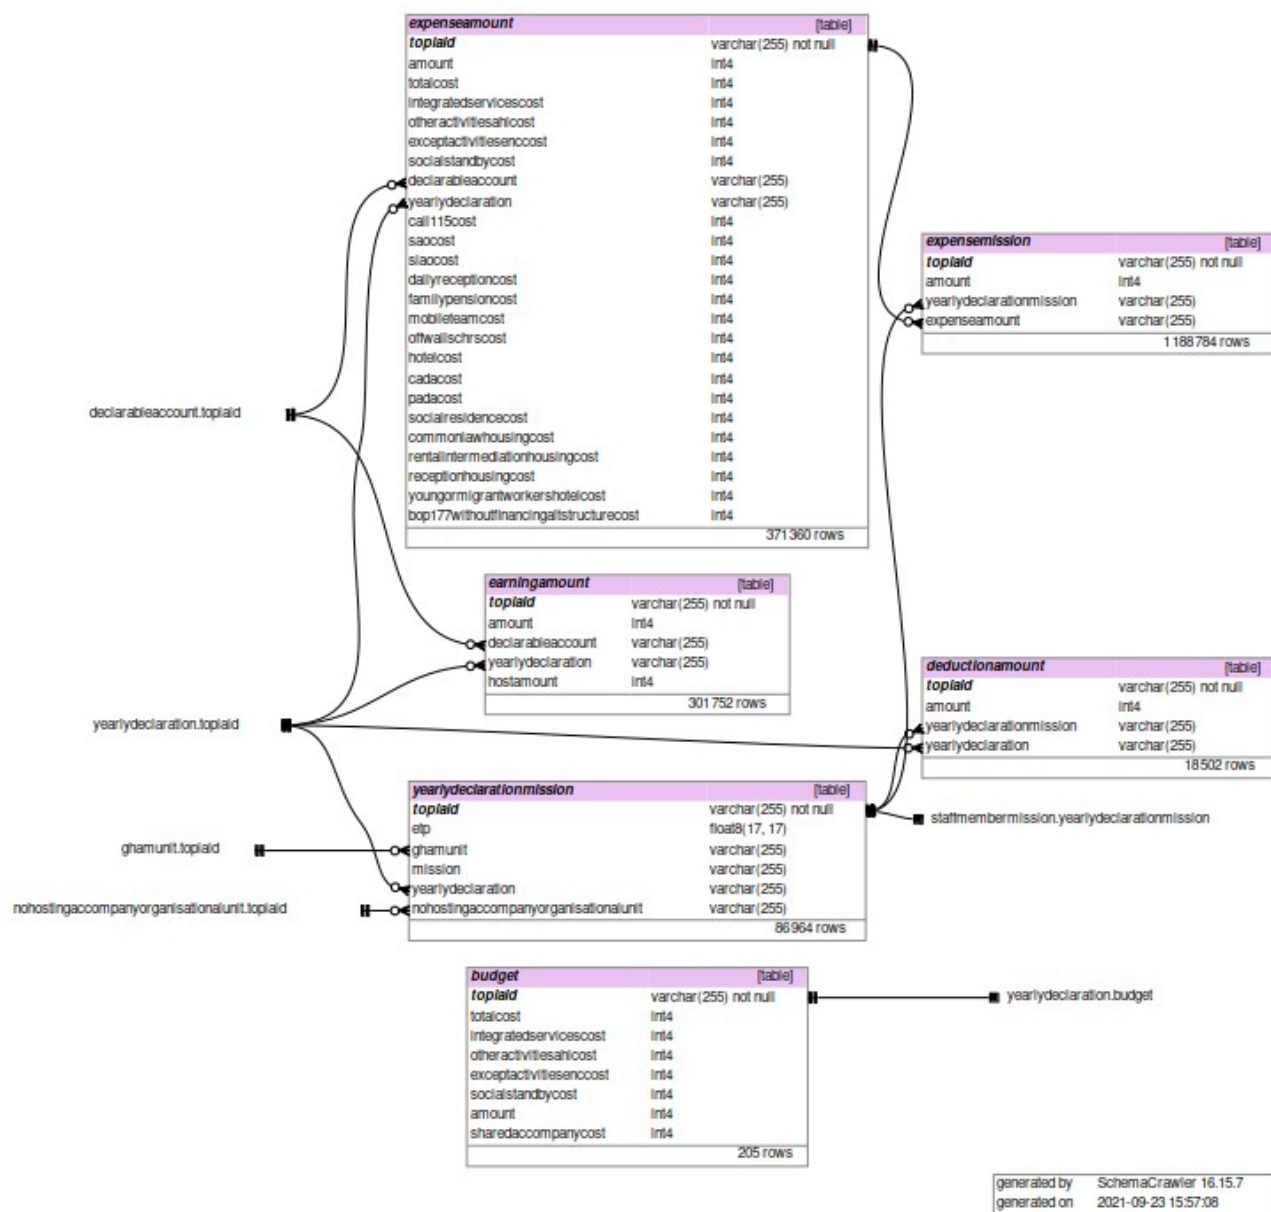 expenseamount [table]
topiaid varchar(255) not null
amount int4
totalcost int4
integratedservicescost int4
otheractivitiesahicost int4
exceptactivitiesenccost int4
socialstandbycost int4
declarableaccount varchar(255)
yearlydeclaration varchar(255)
call115cost int4
saocost int4
siaocost int4
dailyreceptioncost int4
familypensioncost int4
mobileteamcost int4
offwallschrscost int4
hotelcost int4
cadacost int4
padacost int4
socialresidencecost int4
commonlawhousingcost int4
rentalintermediationhousingcost int4
receptionhousingcost int4
youngormigrantworkershotelcost int4
bop177withoutfinancingaltstructurecost int4
371360 rows
expensemission [table]
topiaid varchar(255) not null
amount int4
yearlydeclarationmission varchar(255)
expenseamount varchar(255)
1188784 rows
declarableaccount.topiaid
earningamount [table]
topiaid varchar(255) not null
amount int4
declarableaccount varchar(255)
yearlydeclaration varchar(255)
hostamount int4
301752 rows
deductionamount [table]
topiaid varchar(255) not null
amount int4
yearlydeclarationmission varchar(255)
yearlydeclaration varchar(255)
18502 rows
yearlydeclaration.topiaid
yearlydeclarationmission [table]
topiaid varchar(255) not null
etp float8(17, 17)
ghamunit varchar(255)
mission varchar(255)
yearlydeclaration varchar(255)
nohostingaccompanyorganisationalunit varchar(255)
86964 rows
staffmembermission.yearlydeclarationmission
ghamunit.topiaid
nohostingaccompanyorganisationalunit.topiaid
budget [table]
topiaid varchar(255) not null
totalcost int4
integratedservicescost int4
otheractivitiesahicost int4
exceptactivitiesenccost int4
socialstandbycost int4
amount int4
sharedaccompanycost int4
205 rows
yearlydeclaration.budget
generated by SchemaCrawler 16.15.7
generated on 2021-09-23 15:57:08